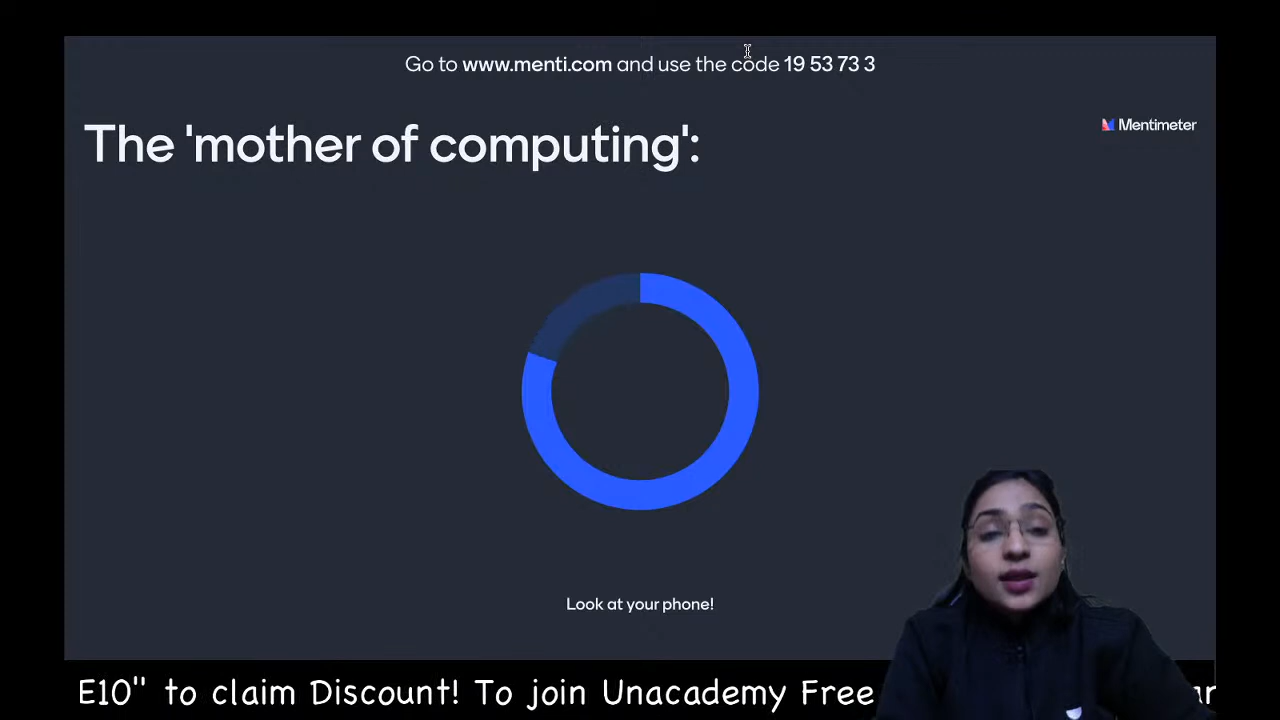 Go to www.menti.com and use the code 19 53 73 3
The 'mother of computing':
Mentimeter
Look at your phone!
E10" to claim Discount! To join Unacademy Free